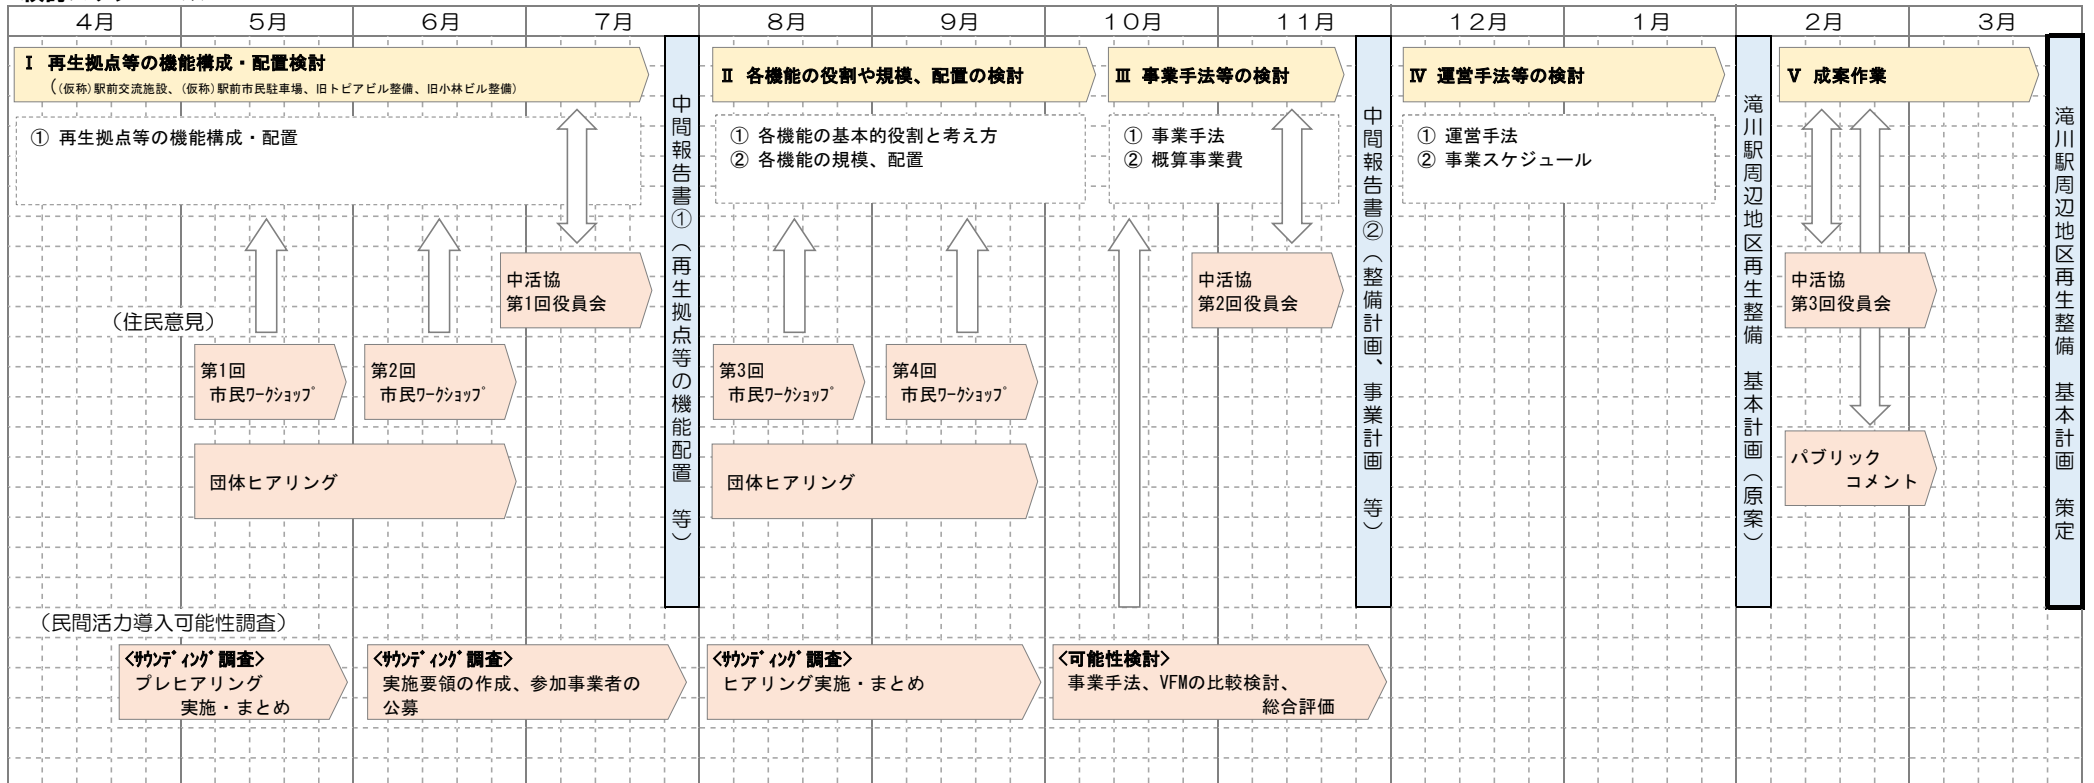 4月
5月
6月
7月
8月
9月
10月
11月
12月
1月
2月
3月
Ⅰ 再生拠点等の機能構成・配置検討
((仮称)駅前交流施設、(仮称)駅前市民駐車場、旧トピアビル整備、旧小林ビル整備)
① 再生拠点等の機能構成・配置
中間報告書①(再生拠点等の機能配置 等)
Ⅱ 各機能の役割や規模、配置の検討
① 各機能の基本的役割と考え方
② 各機能の規模、配置
Ⅲ 事業手法等の検討
① 事業手法
② 概算事業費
中間報告書②(整備計画、事業計画 等)
Ⅳ 運営手法等の検討
① 運営手法
② 事業スケジュール
滝川駅周辺地区再生整備 基本計画(原案)
Ⅴ 成案作業
滝川駅周辺地区再生整備 基本計画 策定
中活協
第1回役員会
中活協
第2回役員会
中活協
第3回役員会
(住民意見)
第1回
市民ワークショップ
第2回
市民ワークショップ
第3回
市民ワークショップ
第4回
市民ワークショップ
団体ヒアリング
団体ヒアリング
パブリック
コメント
(民間活力導入可能性調査)
<サウンディング調査>
プレヒアリング
実施・まとめ
<サウンディング調査>
実施要領の作成、参加事業者の
公募
<サウンディング調査>
ヒアリング実施・まとめ
<可能性検討>
事業手法、VFMの比較検討、
総合評価